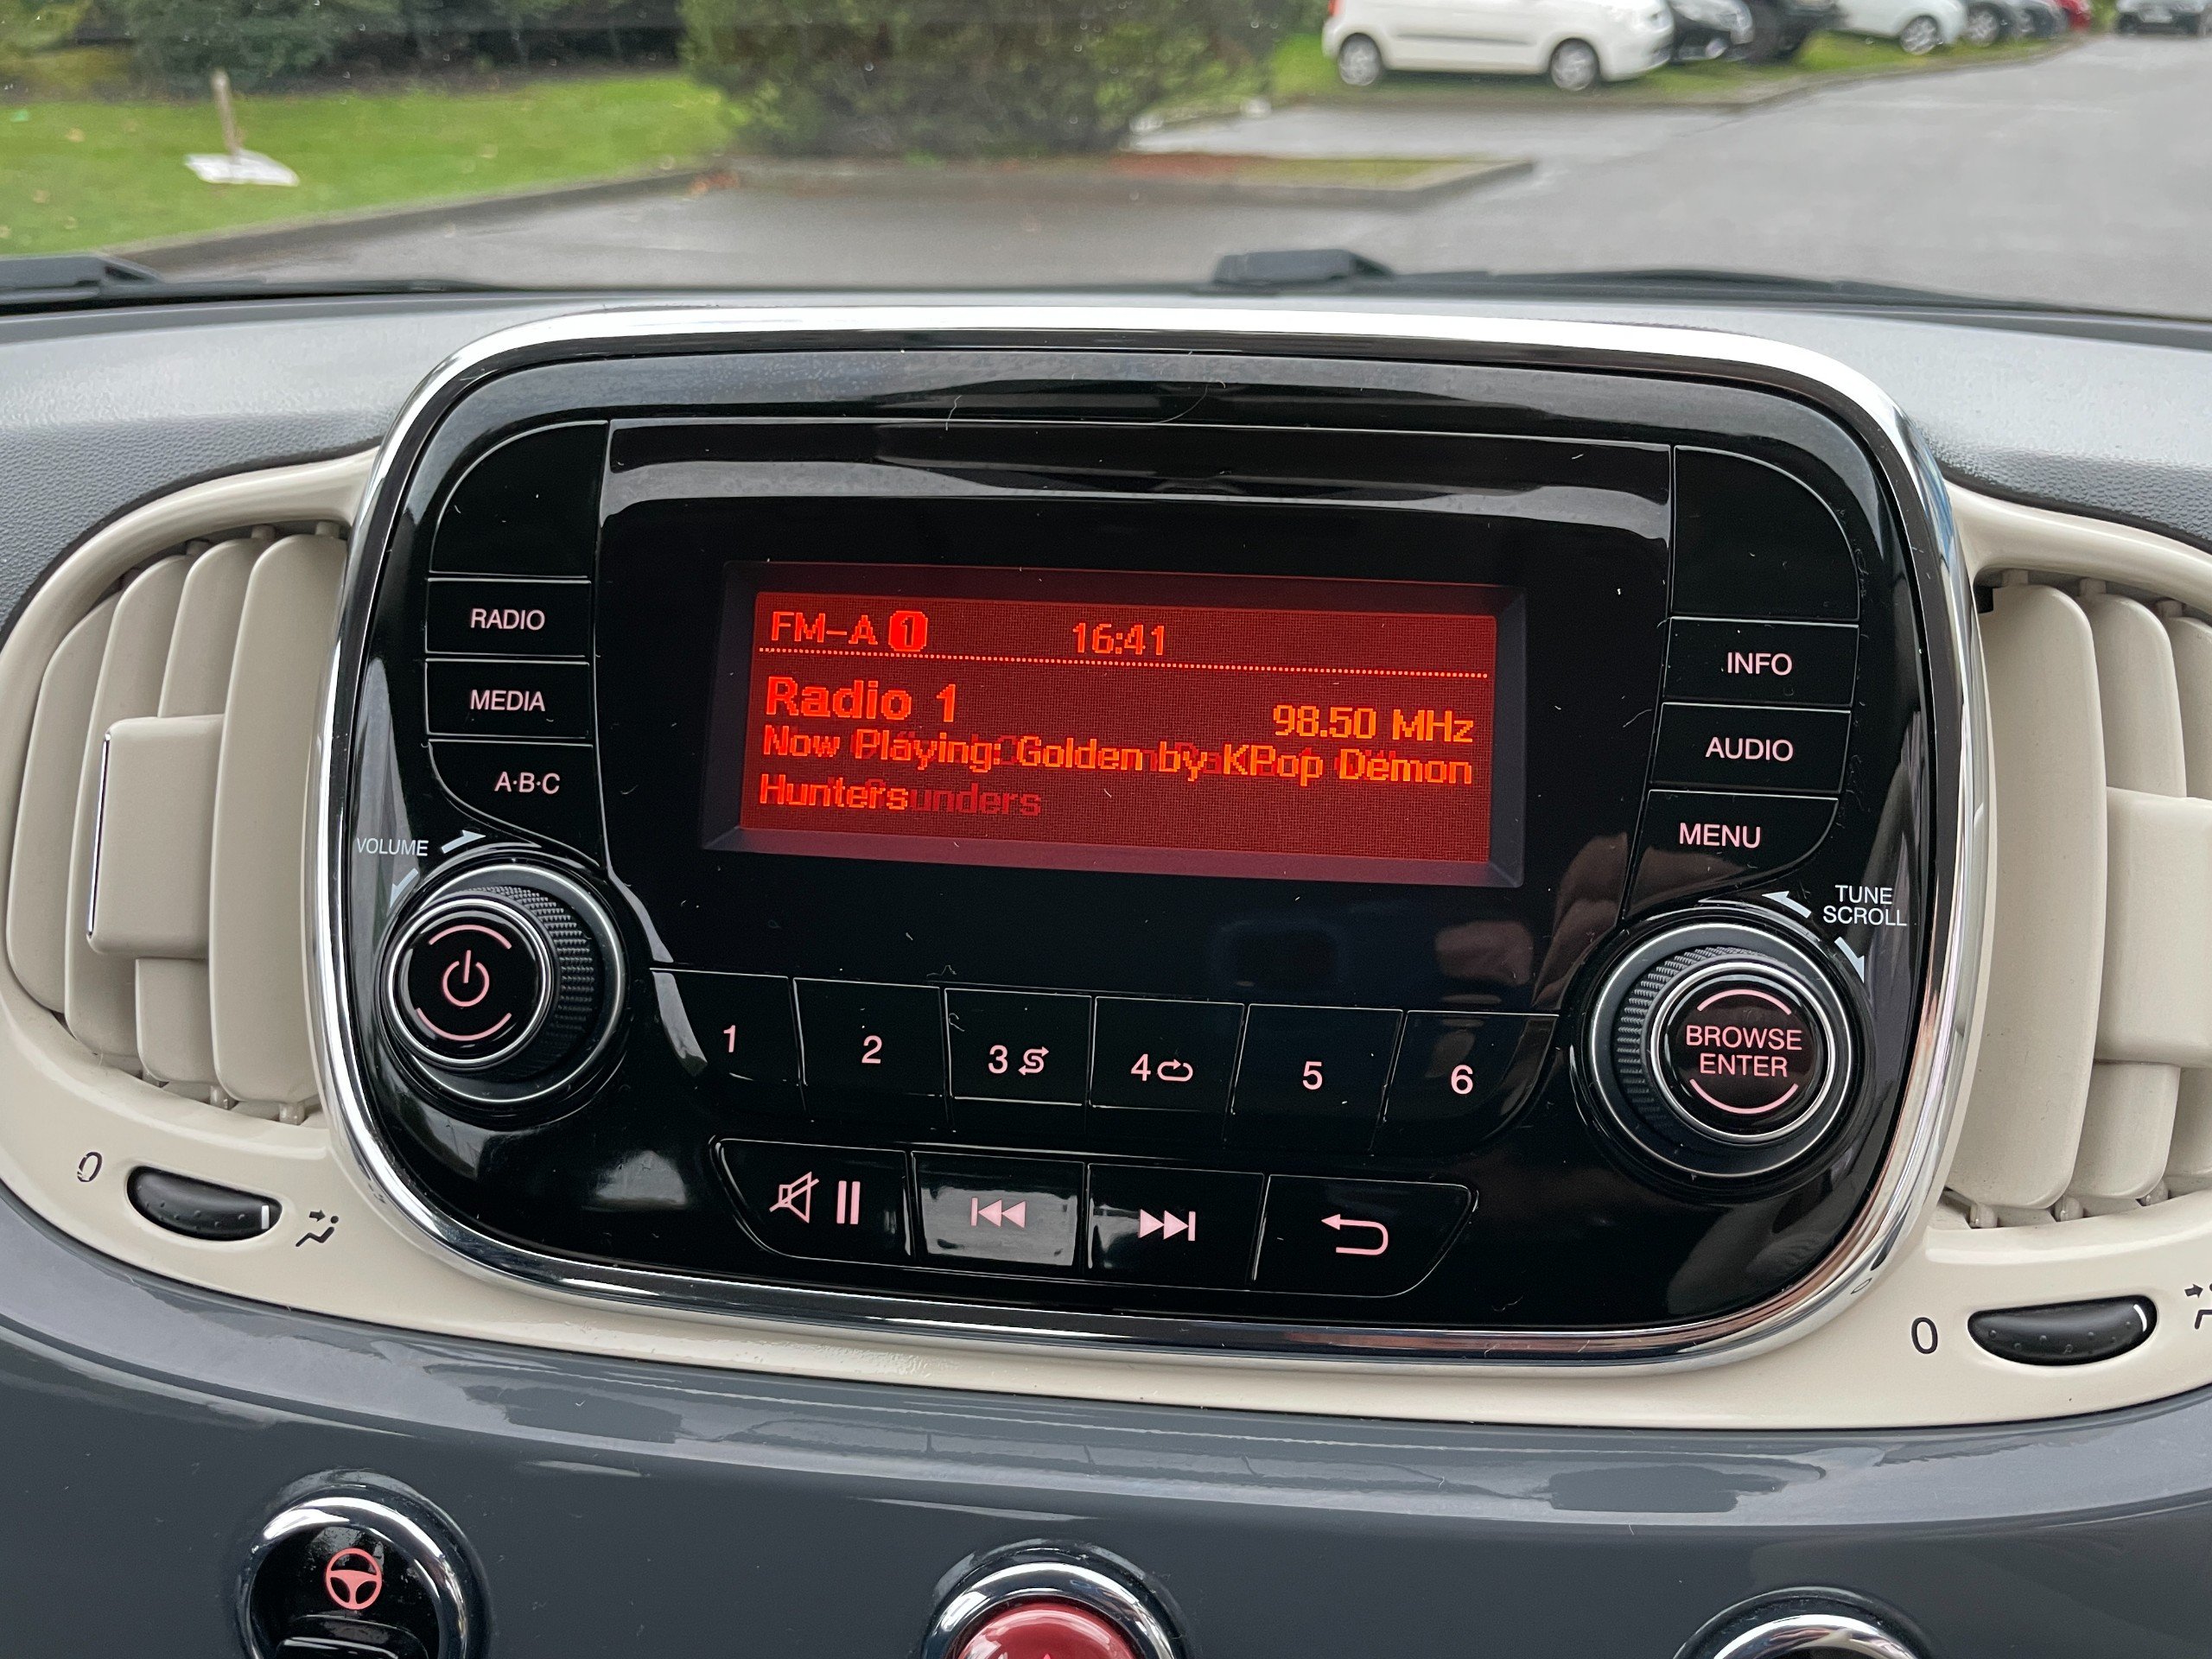 FM-A 1 16:41
Radio 1 98.50 MHz
Now Playing: Golden by KPop Demon
Hunters
RADIO
MEDIA
A·B·C
VOLUME
INFO
AUDIO
MENU
TUNE
SCROLL
BROWSE
ENTER
1 2 3 4 5 6
0
0